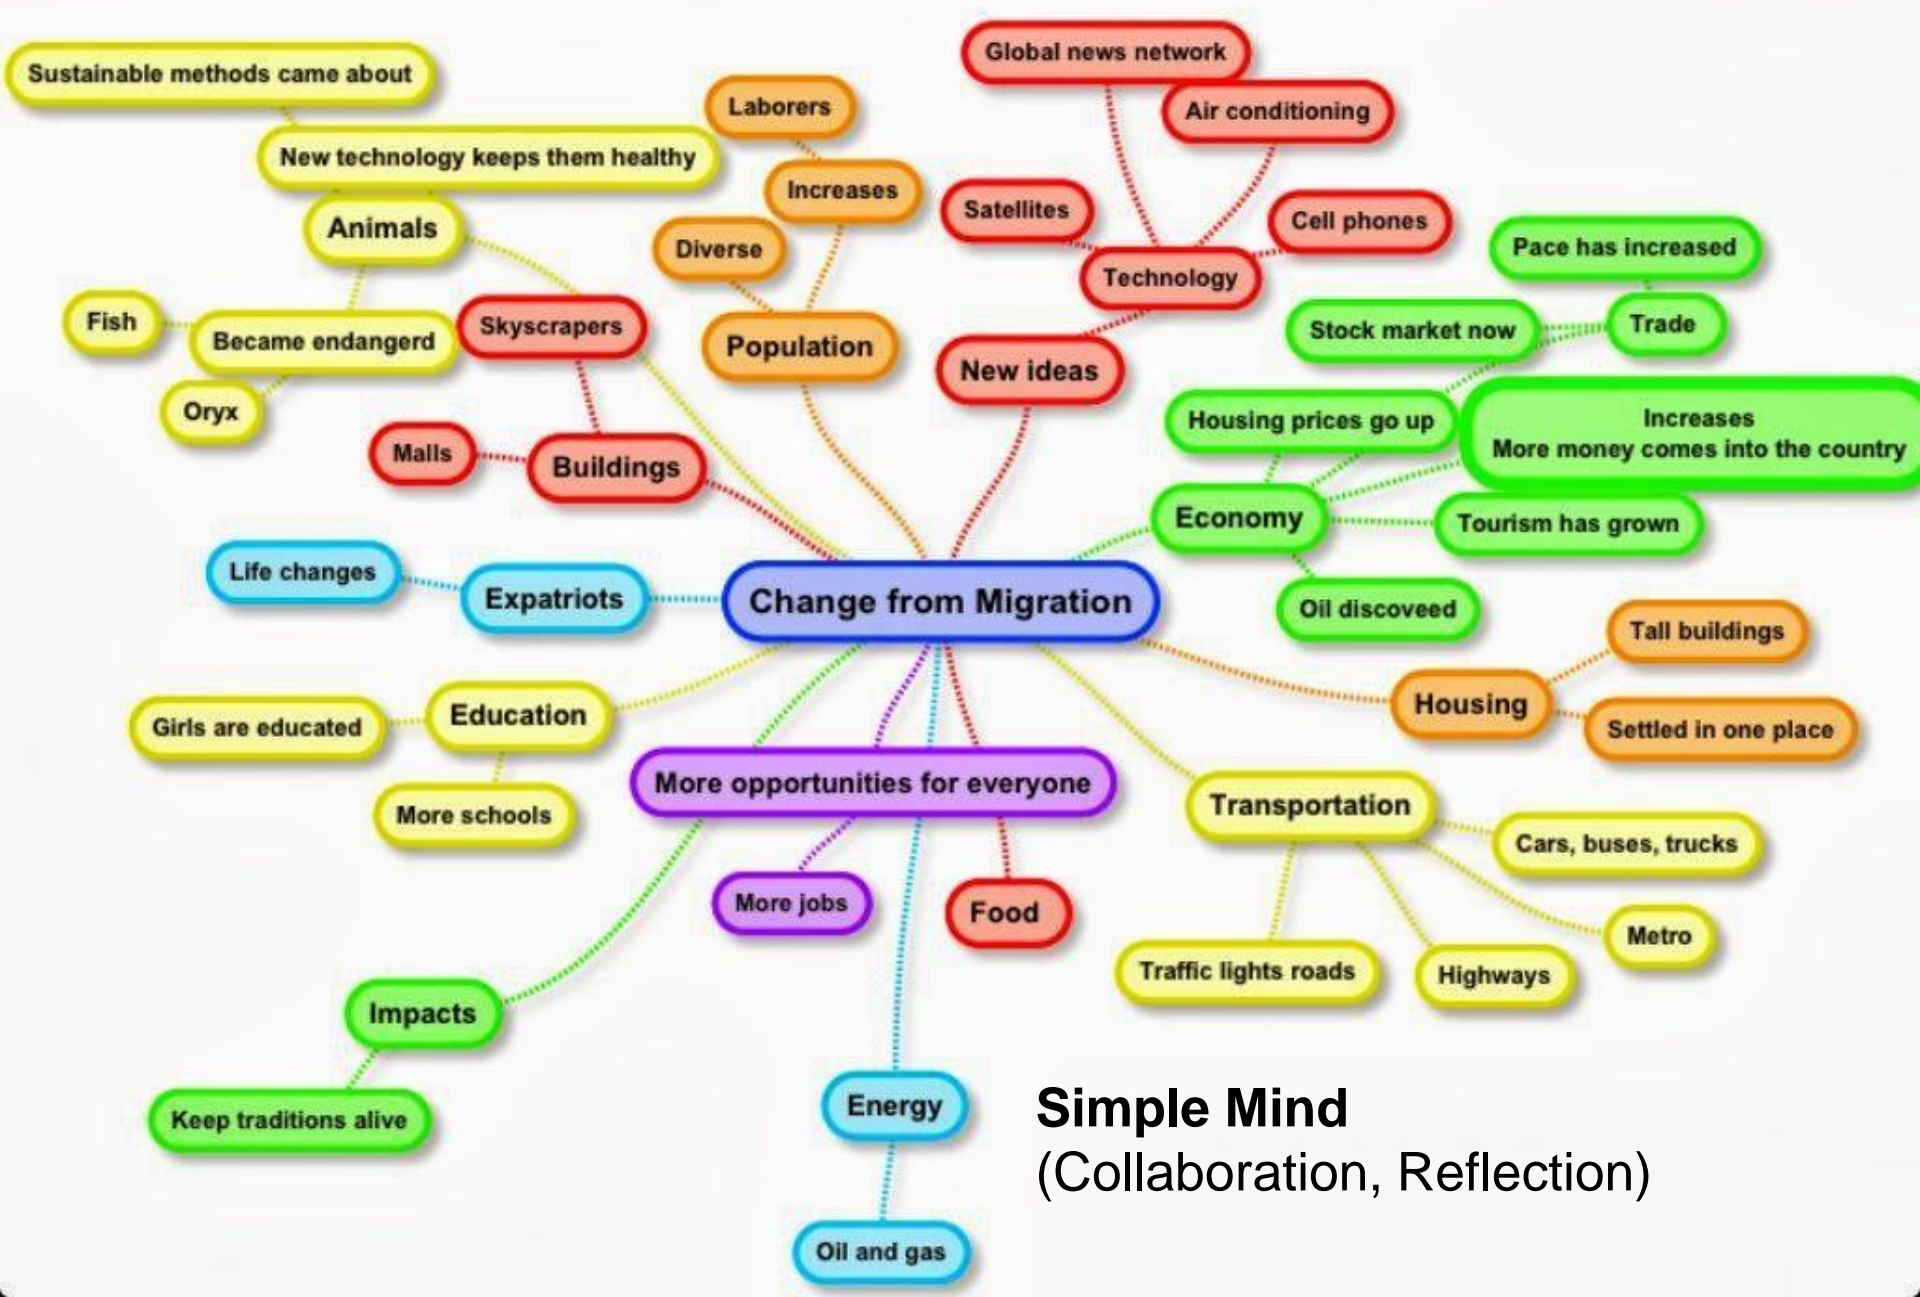 Global news network
Sustainable methods came about
Laborers
Air conditioning
New technology keeps them healthy
Increases
Satellites
Cell phones
Animals
Diverse
Pace has increased
Technology
Fish
Became endangerd
Skyscrapers
Population
Stock market now
Trade
New ideas
Oryx
Housing prices go up
Increases
More money comes into the country
Malls
Buildings
Economy
Tourism has grown
Life changes
Expatriots
Change from Migration
Oil discoveed
Tall buildings
Girls are educated
Education
Housing
Settled in one place
More opportunities for everyone
More schools
Transportation
Cars, buses, trucks
More jobs
Food
Metro
Traffic lights roads
Highways
Impacts
Keep traditions alive
Energy
Simple Mind
(Collaboration, Reflection)
Oil and gas